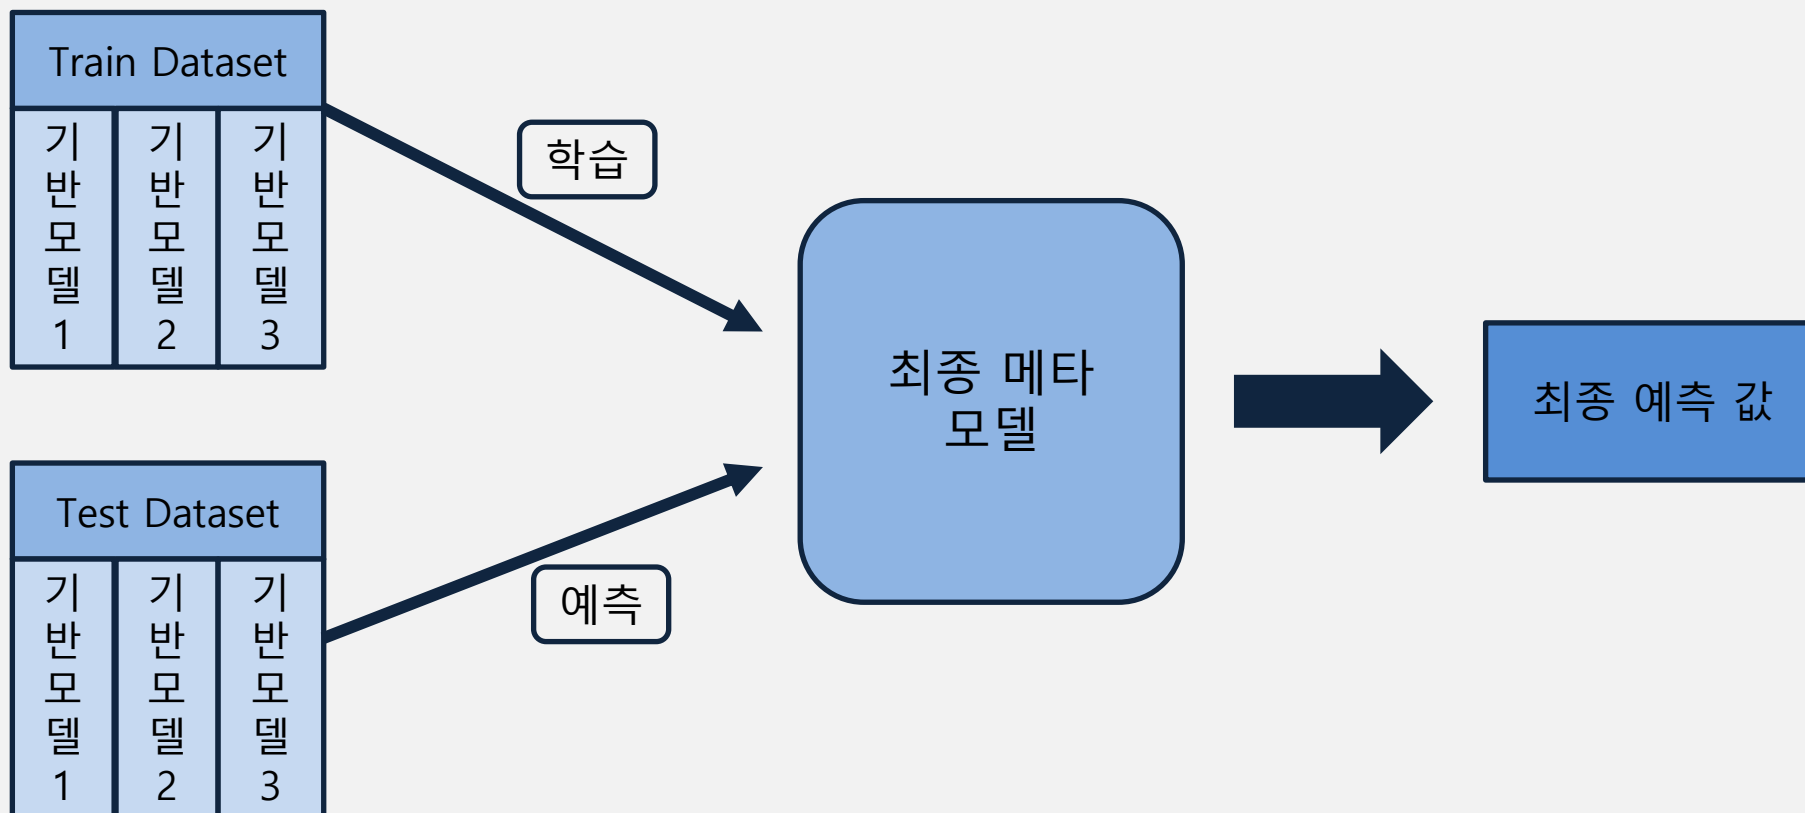 Train Dataset
기반모델1
기반모델2
기반모델3
학습
최종 메타
모델
최종 예측 값
Test Dataset
기반모델1
기반모델2
기반모델3
예측